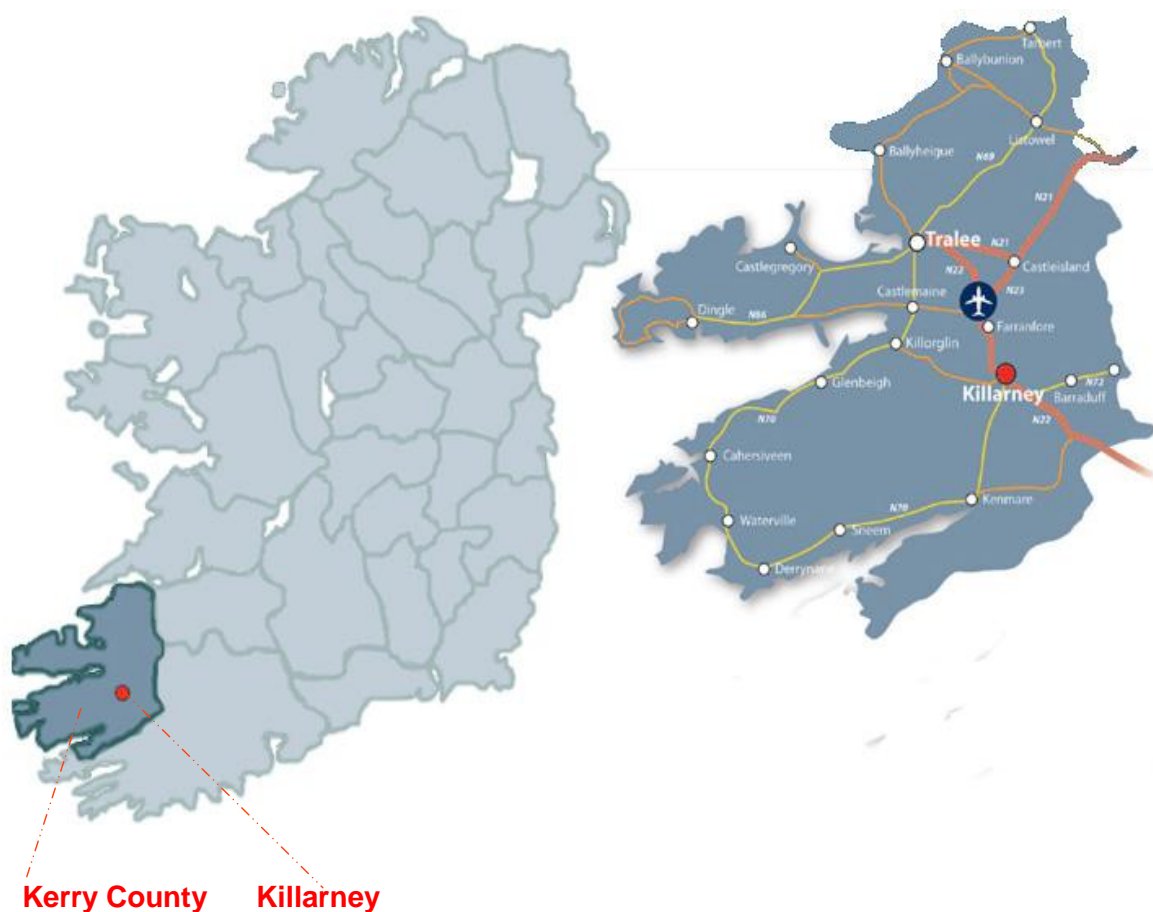 Tarbert
Ballybunion
Listowel
Ballyheigue
N69
N21
Tralee
N21
Castleisland
Castlegregory
N22
N23
Castlemaine
Dingle
N86
Farranfore
Killorglin
Killarney
Glenbeigh
N72
Barraduff
N70
N22
Cahersiveen
Kenmare
N70
Waterville
Sneem
Derrynane
Kerry County
Killarney